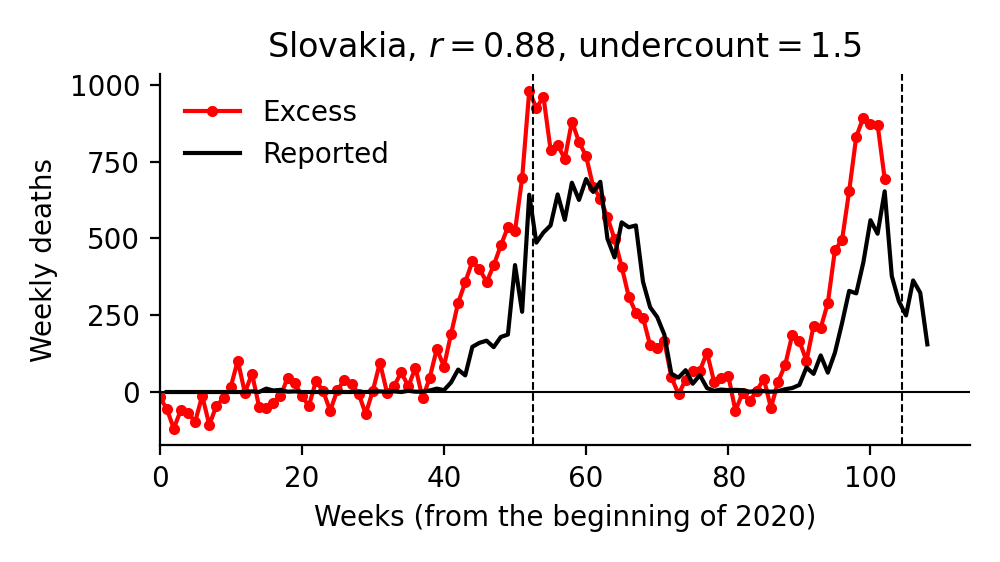 Slovakia, r = 0.88, undercount = 1.5
1000
750
500
250
0
Weekly deaths
Excess
Reported
0 20 40 60 80 100
Weeks (from the beginning of 2020)